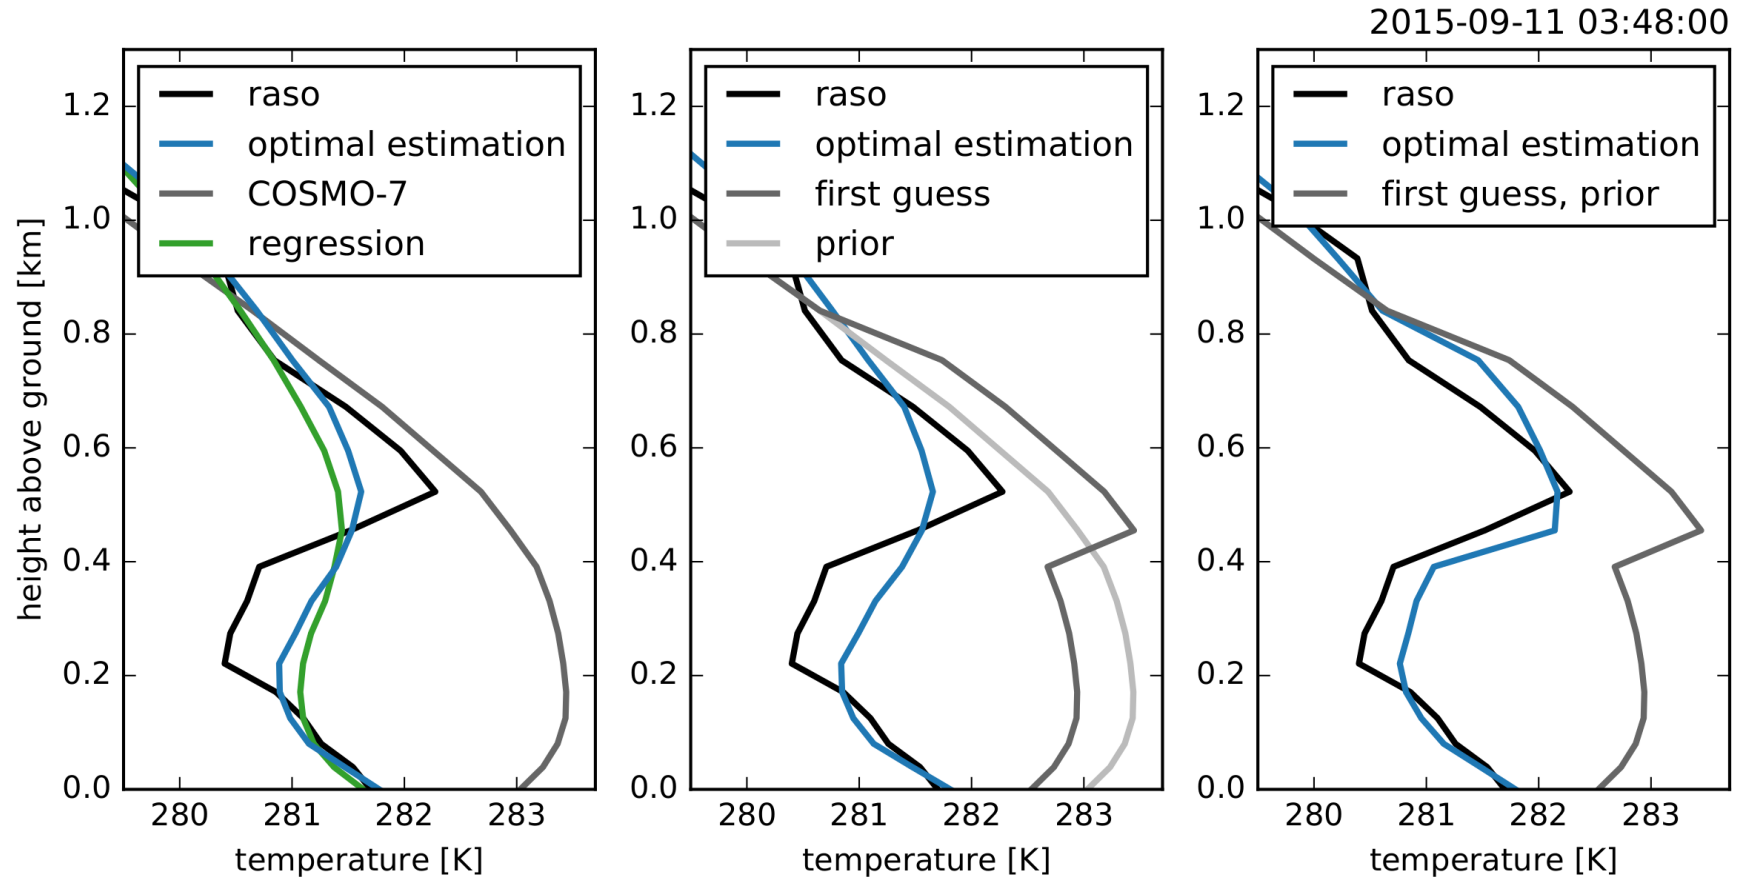 2015-09-11 03:48:00
height above ground [km]
1.2
1.0
0.8
0.6
0.4
0.2
0.0
raso
optimal estimation
COSMO-7
regression
280 281 282 283
temperature [K]
1.2
1.0
0.8
0.6
0.4
0.2
0.0
raso
optimal estimation
first guess
prior
280 281 282 283
temperature [K]
1.2
1.0
0.8
0.6
0.4
0.2
0.0
raso
optimal estimation
first guess, prior
280 281 282 283
temperature [K]